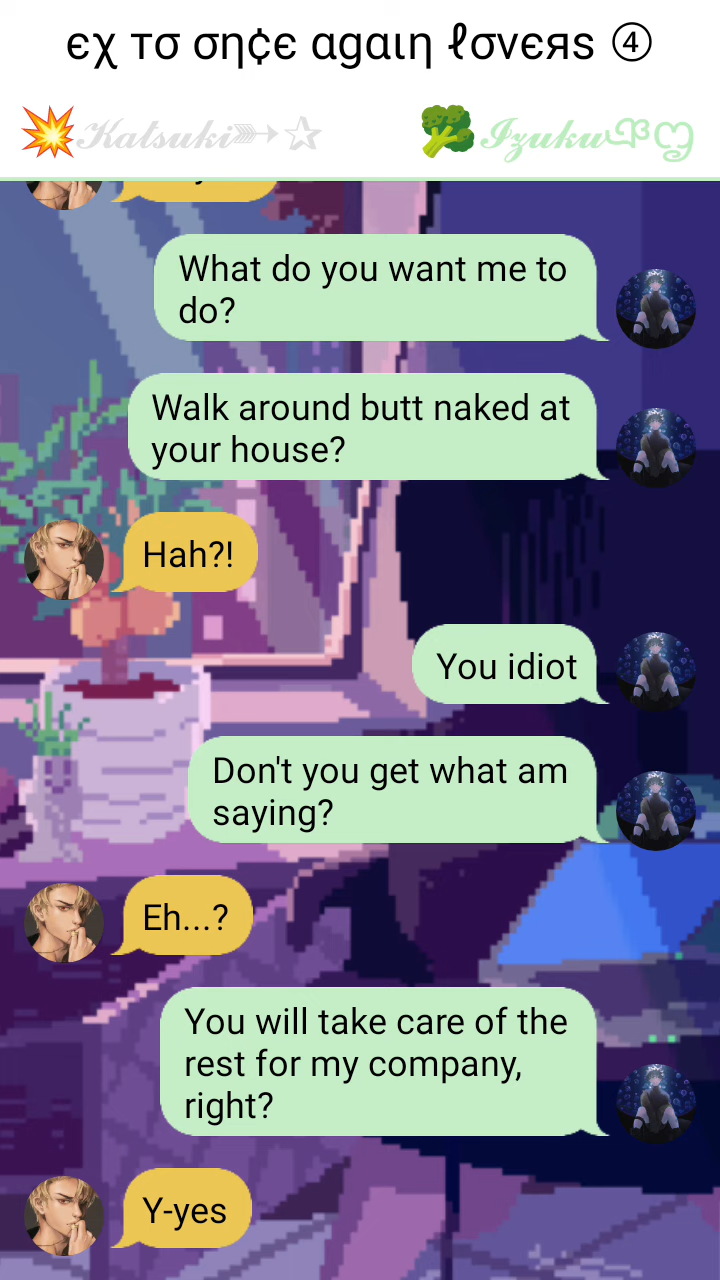 єχ тσ ση¢є αgαιη ℓσνєяѕ ④
💥𝒦𝒶𝓉𝓈𝓊𝓀𝒾➳☆
🥦𝓘𝔃𝓾𝓴𝓾ஐღ
What do you want me to
do?
Walk around butt naked at
your house?
Hah?!
You idiot
Don't you get what am
saying?
Eh...?
You will take care of the
rest for my company,
right?
Y-yes